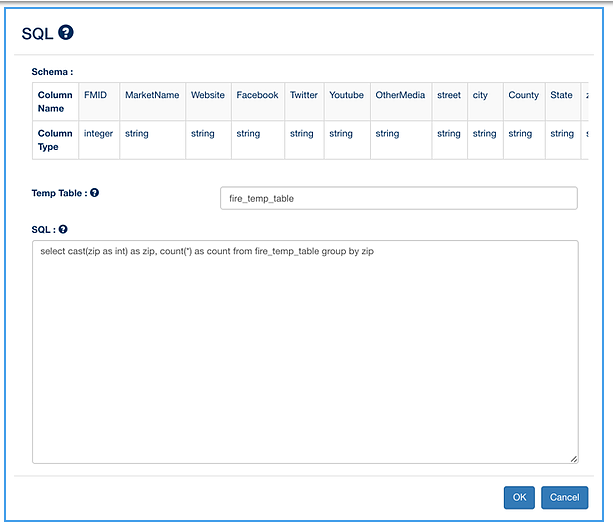 SQL ?
Schema :
Column Name FMID MarketName Website Facebook Twitter Youtube OtherMedia street city County State
Column Type integer string string string string string string string string string string
Temp Table : ?
fire_temp_table
SQL : ?
select cast(zip as int) as zip, count(*) as count from fire_temp_table group by zip
OK Cancel